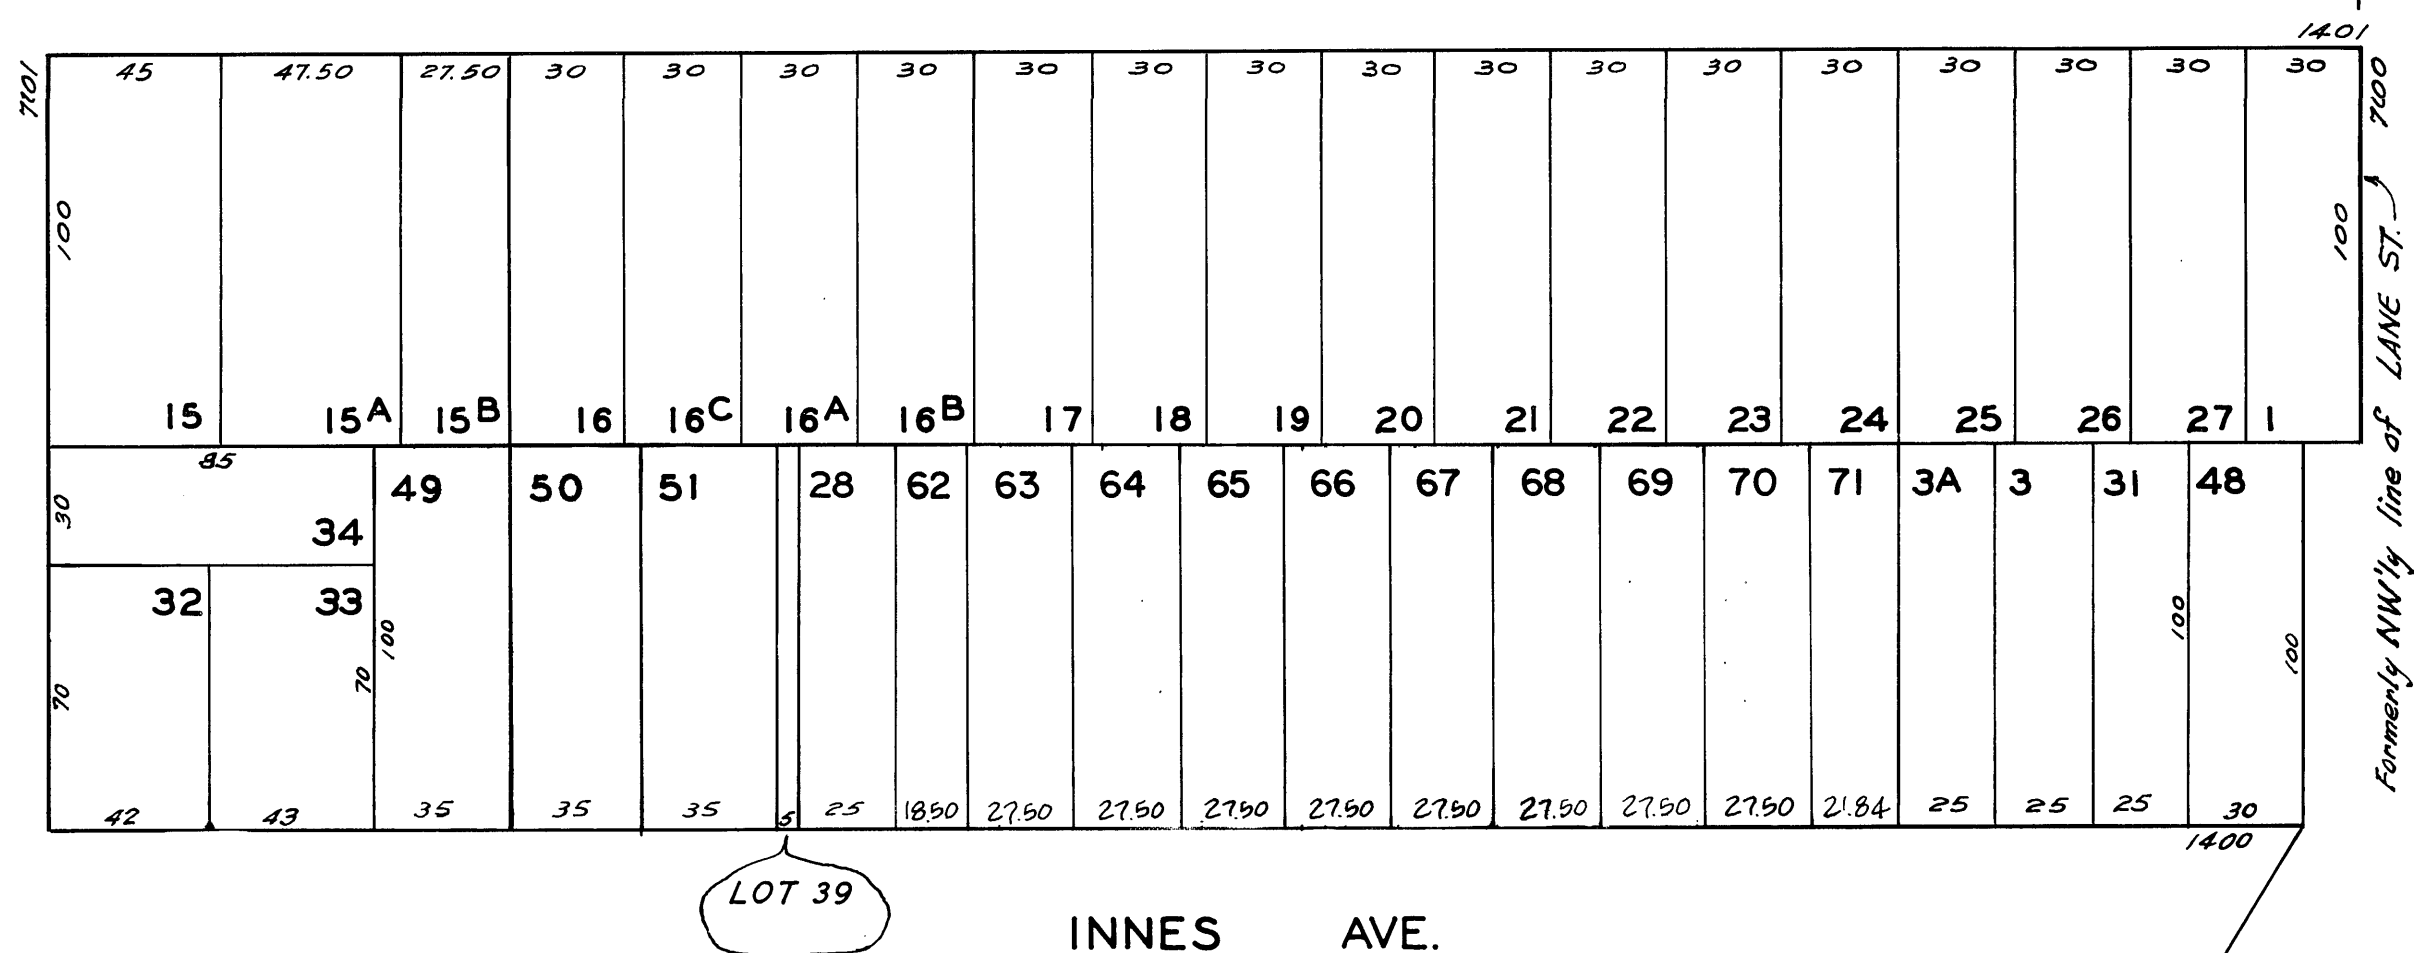 1401
7201 45 47.50 27.50 30 30 30 30 30 30 30 30 30 30 30 30 30 30 30 30 7200
100 100
15 15A 15B 16 16C 16A 16B 17 18 19 20 21 22 23 24 25 26 27 1
85
30 34 49 50 51 28 62 63 64 65 66 67 68 69 70 71 3A 3 31 48
32 33
70 70 100 100 100
42 43 35 35 35 5 25 18.50 27.50 27.50 27.50 27.50 27.50 27.50 27.50 27.50 21.84 25 25 25 30
1400
LOT 39
INNES AVE.
Formerly NW'ly line of LANE ST.